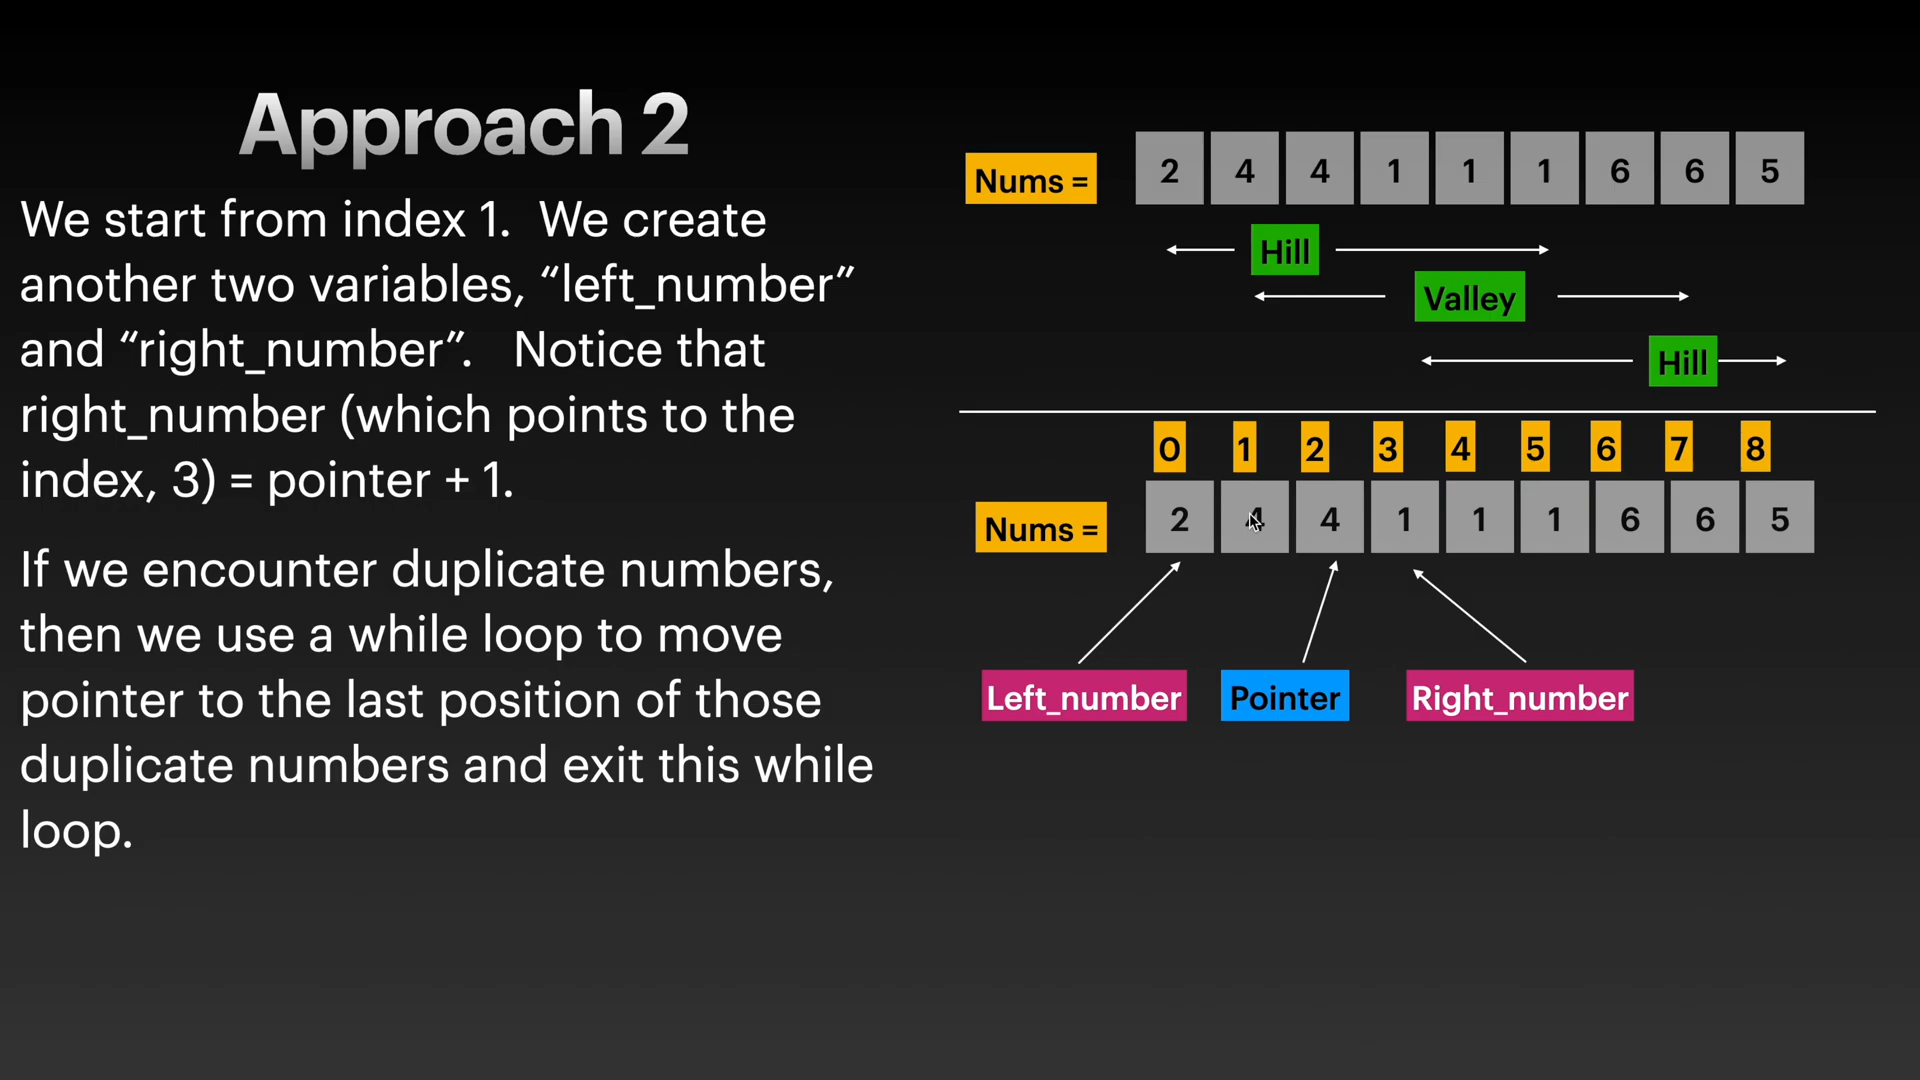 Approach 2
We start from index 1. We create
another two variables, “left_number”
and “right_number”. Notice that
right_number (which points to the
index, 3) = pointer + 1.
If we encounter duplicate numbers,
then we use a while loop to move
pointer to the last position of those
duplicate numbers and exit this while
loop.
Nums = 2 4 4 1 1 1 6 6 5
Hill
Valley
Hill
0 1 2 3 4 5 6 7 8
Nums = 2 4 4 1 1 1 6 6 5
Left_number Pointer Right_number